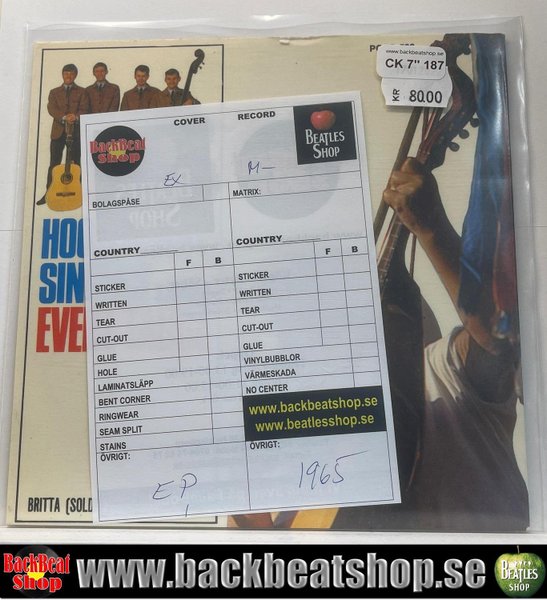 www.backbeatshop.se
CK 7" 187
KR 80.00
COVER
RECORD
BackBeat
Shop
BEATLES
SHOP
EX
M-
BOLAGSPÅSE
MATRIX:
COUNTRY
COUNTRY
F B
F B
STICKER
WRITTEN
TEAR
CUT-OUT
GLUE
HOLE
LAMINATSLÄPP
BENT CORNER
RINGWEAR
SEAM SPLIT
STAINS
ÖVRIGT:
EP
STICKER
WRITTEN
TEAR
CUT-OUT
GLUE
VINYLBUBBLOR
VÄRMESKADA
NO CENTER
www.backbeatshop.se
www.beatlesshop.se
ÖVRIGT:
1965
HOO
SIN
EVE
BRITTA (SOLD
BackBeat
Shop
www.backbeatshop.se
BEATLES
SHOP